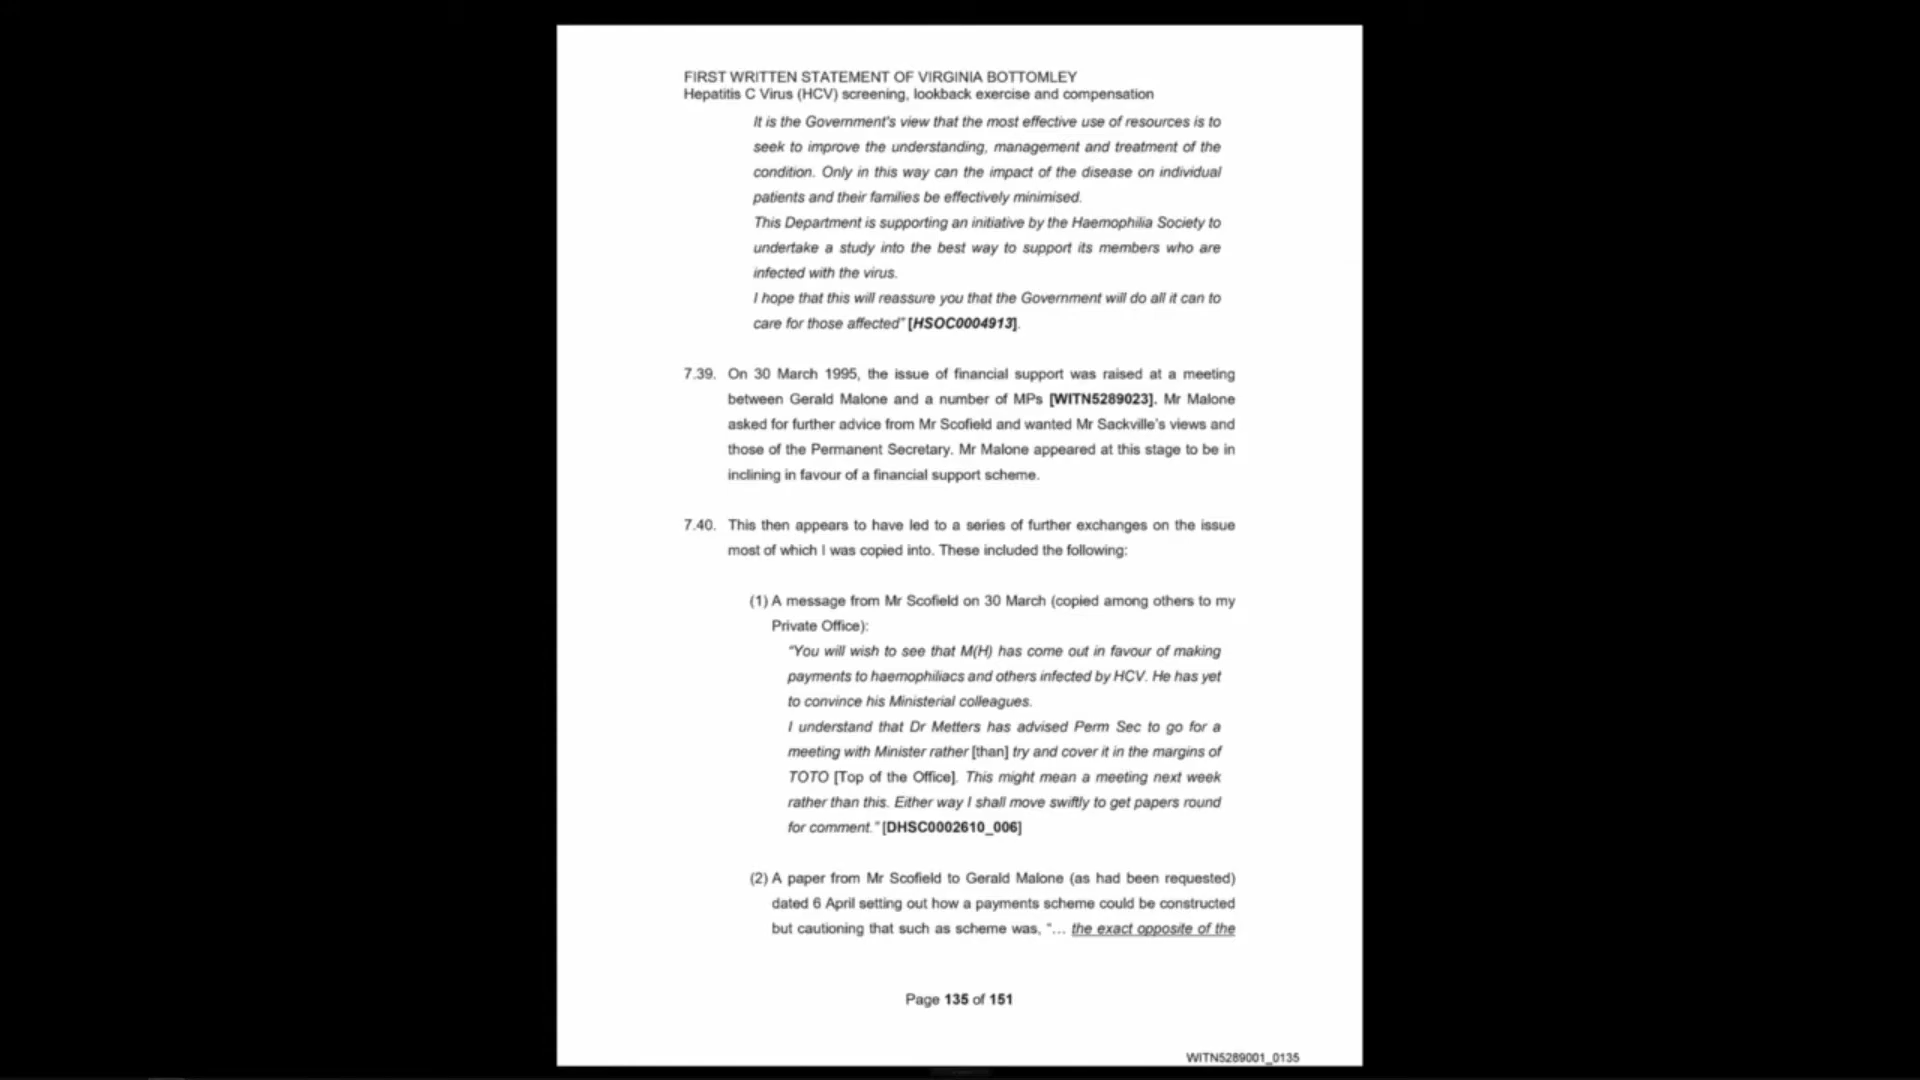 FIRST WRITTEN STATEMENT OF VIRGINIA BOTTOMLEY
Hepatitis C Virus (HCV) screening, lookback exercise and compensation
It is the Government's view that the most effective use of resources is to
seek to improve the understanding, management and treatment of the
condition. Only in this way can the impact of the disease on individual
patients and their families be effectively minimised.
This Department is supporting an initiative by the Haemophilia Society to
undertake a study into the best way to support its members who are
infected with the virus.
I hope that this will reassure you that the Government will do all it can to
care for those affected" [HSOC0004913].
7.39. On 30 March 1995, the issue of financial support was raised at a meeting
between Gerald Malone and a number of MPs [WITN5289023]. Mr Malone
asked for further advice from Mr Scofield and wanted Mr Sackville's views and
those of the Permanent Secretary. Mr Malone appeared at this stage to be in
inclining in favour of a financial support scheme.
7.40. This then appears to have led to a series of further exchanges on the issue
most of which I was copied into. These included the following:
(1) A message from Mr Scofield on 30 March (copied among others to my
Private Office):
"You will wish to see that M(H) has come out in favour of making
payments to haemophiliacs and others infected by HCV. He has yet
to convince his Ministerial colleagues.
I understand that Dr Metters has advised Perm Sec to go for a
meeting with Minister rather [than] try and cover it in the margins of
TOTO [Top of the Office]. This might mean a meeting next week
rather than this. Either way I shall move swiftly to get papers round
for comment." [DHSC0002610_006]
(2) A paper from Mr Scofield to Gerald Malone (as had been requested)
dated 6 April setting out how a payments scheme could be constructed
but cautioning that such as scheme was, "... the exact opposite of the
Page 135 of 151
WITN5289001_0135